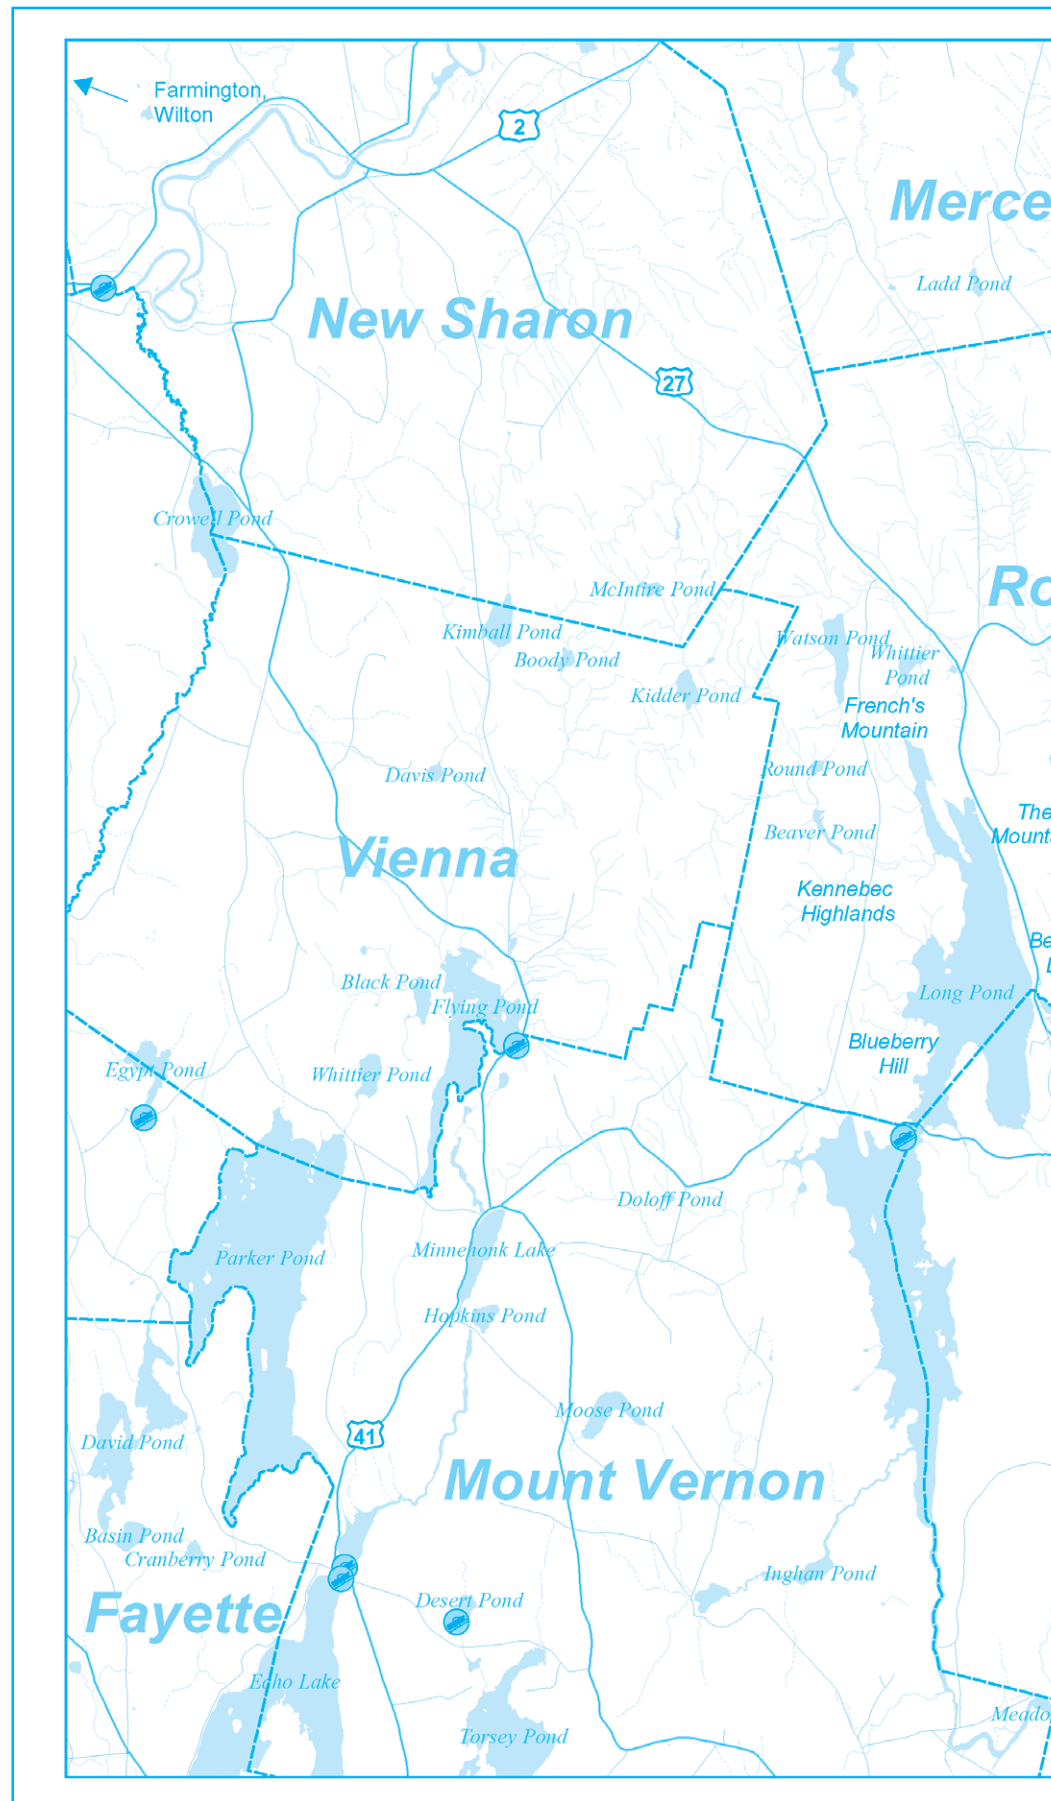 Farmington,
Wilton
2
Merce
Ladd Pond
New Sharon
27
Crowell Pond
McIntire Pond
Ro
Kimball Pond
Watson Pond
Boody Pond
Whittier
Pond
Kidder Pond
French's
Mountain
Davis Pond
Round Pond
The
Mount
Beaver Pond
Vienna
Kennebec
Highlands
Be
Black Pond
Long Pond
Flying Pond
Blueberry
Hill
Egypt Pond
Whittier Pond
Doloff Pond
Minnehonk Lake
Parker Pond
Hopkins Pond
Moose Pond
41
David Pond
Mount Vernon
Basin Pond
Cranberry Pond
Inghan Pond
Desert Pond
Fayette
Echo Lake
Meado
Torsey Pond